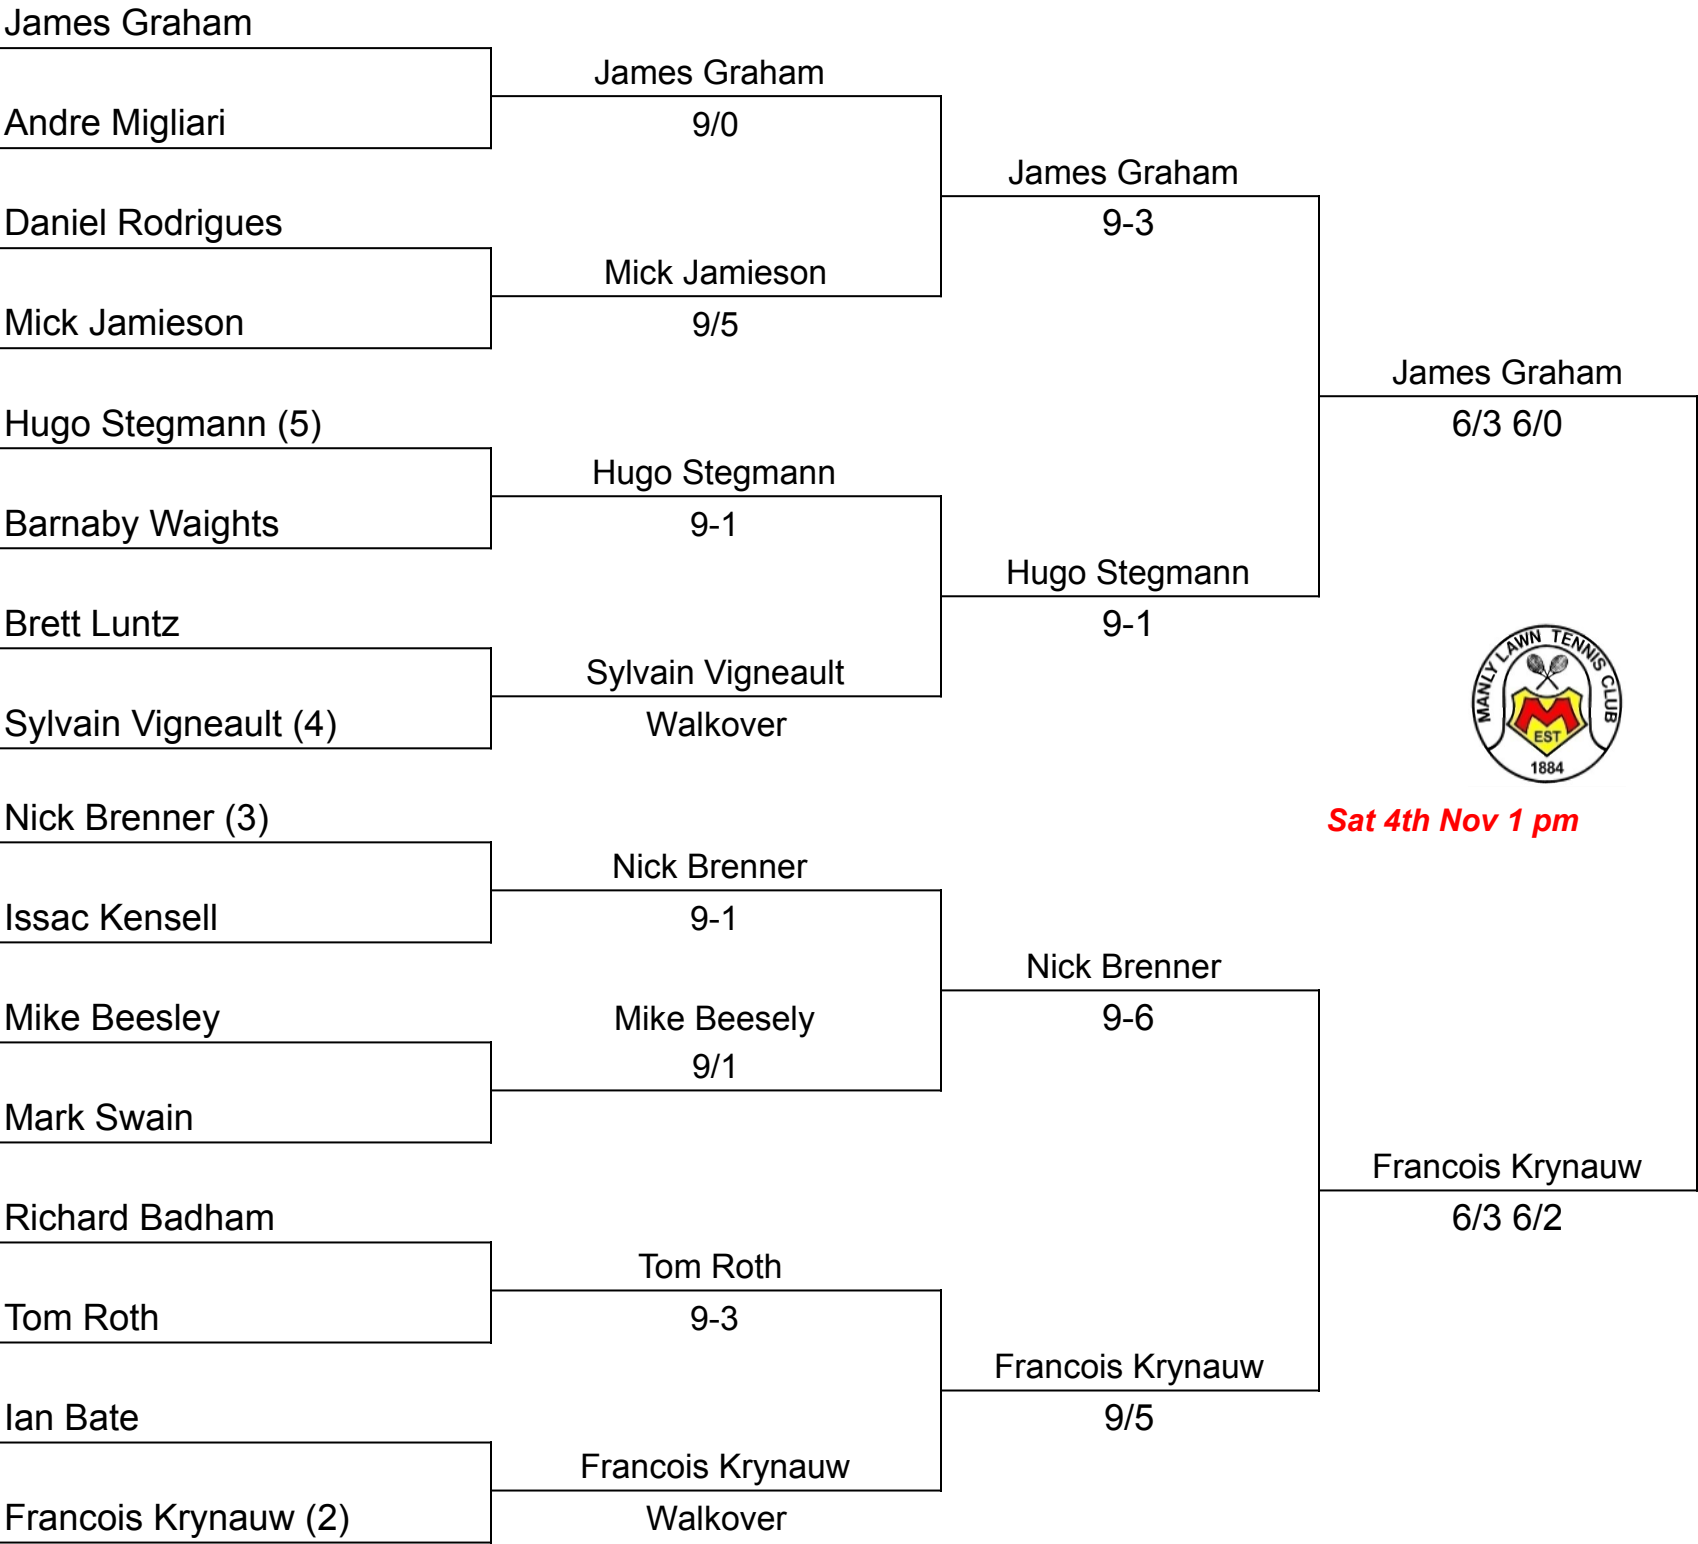 James Graham
James Graham
Andre Migliari
9/0
James Graham
Daniel Rodrigues
9-3
Mick Jamieson
Mick Jamieson
9/5
James Graham
Hugo Stegmann (5)
6/3 6/0
Hugo Stegmann
Barnaby Waights
9-1
Hugo Stegmann
Brett Luntz
9-1
MANLY LAWN TENNIS CLUB
M
EST
1884
Sylvain Vigneault
Sylvain Vigneault (4)
Walkover
Nick Brenner (3)
Sat 4th Nov 1 pm
Nick Brenner
Issac Kensell
9-1
Nick Brenner
Mike Beesley
Mike Beesely
9-6
9/1
Mark Swain
Francois Krynauw
Richard Badham
6/3 6/2
Tom Roth
Tom Roth
9-3
Francois Krynauw
Ian Bate
9/5
Francois Krynauw
Francois Krynauw (2)
Walkover